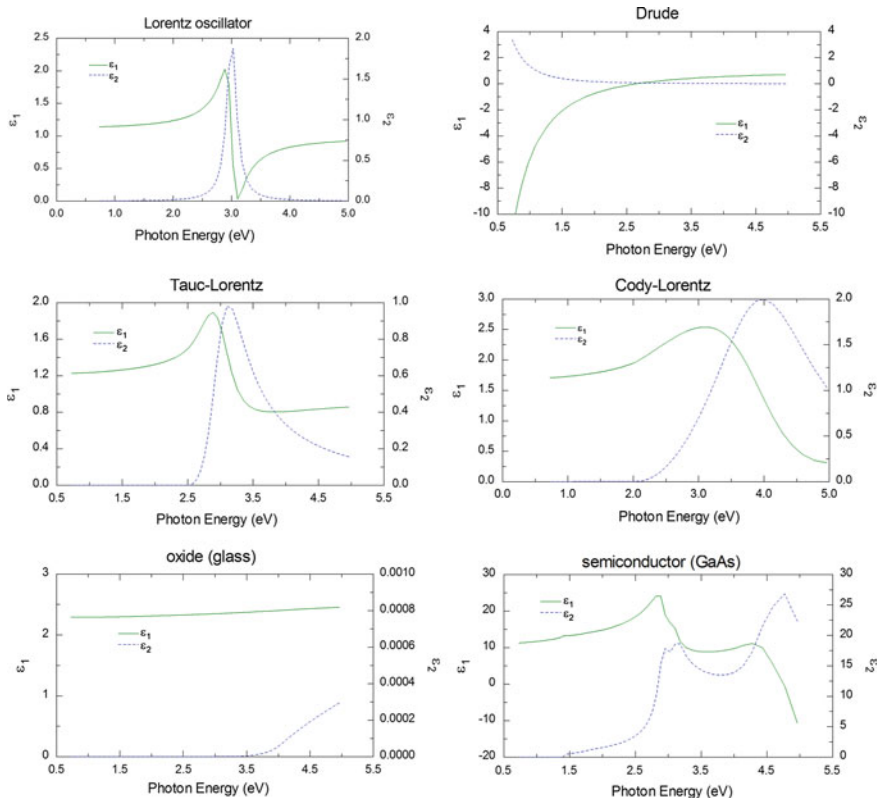 Lorentz oscillator
2.5
2.0
1.5
1.0
0.5
0.0
ε1
2.0
1.6
1.2
0.8
0.4
0.0
ε2
ε1
ε2
0.0 1.0 2.0 3.0 4.0 5.0
Photon Energy (eV)
Drude
4
2
0
-2
-4
-6
-8
-10
ε1
4
2
0
-2
-4
-6
-8
-10
ε2
ε1
ε2
0.5 1.5 2.5 3.5 4.5 5.5
Photon Energy (eV)
Tauc-Lorentz
2.0
1.6
1.2
0.8
0.4
0.0
ε1
1.0
0.8
0.6
0.4
0.2
0.0
ε2
ε1
ε2
0.5 1.5 2.5 3.5 4.5 5.5
Photon Energy (eV)
Cody-Lorentz
3.0
2.5
2.0
1.5
1.0
0.5
0.0
ε1
2.0
1.5
1.0
0.5
0.0
ε2
ε1
ε2
0.0 1.0 2.0 3.0 4.0 5.0
Photon Energy (eV)
oxide (glass)
3
2
1
0
ε1
0.0010
0.0008
0.0006
0.0004
0.0002
0.0000
ε2
ε1
ε2
0.5 1.5 2.5 3.5 4.5 5.5
Photon Energy (eV)
semiconductor (GaAs)
30
20
10
0
-10
-20
ε1
30
25
20
15
10
5
0
ε2
ε1
ε2
0.5 1.5 2.5 3.5 4.5 5.5
Photon Energy (eV)